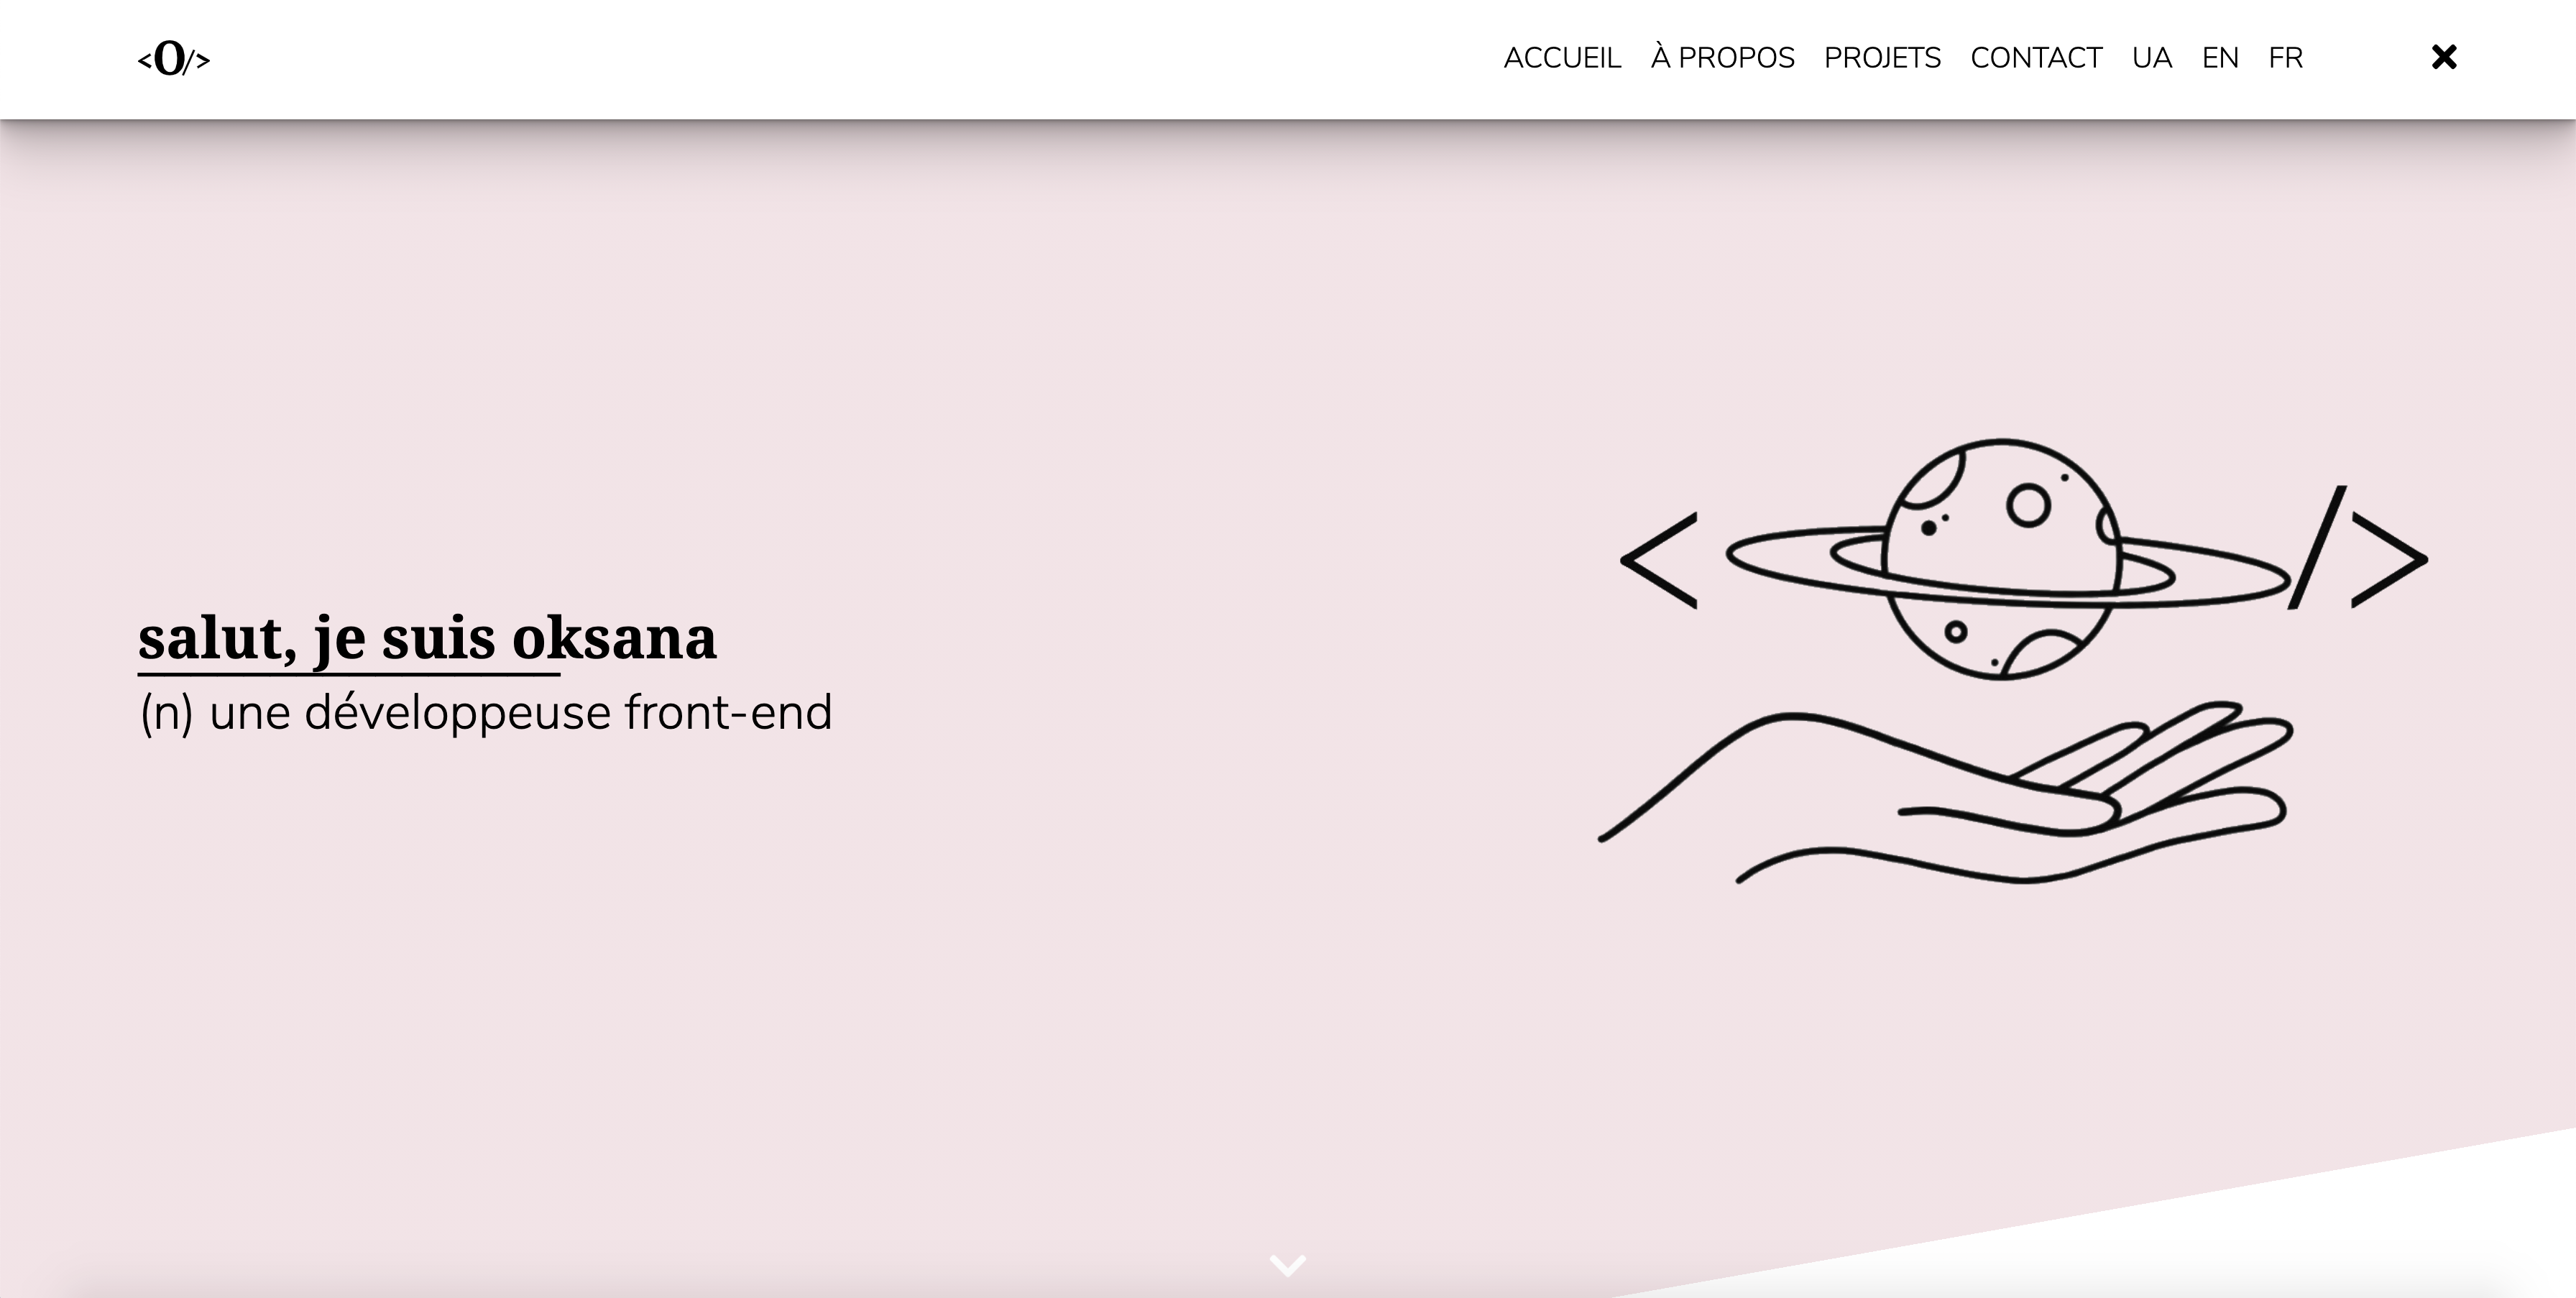 <O/>
ACCUEIL À PROPOS PROJETS CONTACT UA EN FR
< />
salut, je suis oksana
(n) une développeuse front-end